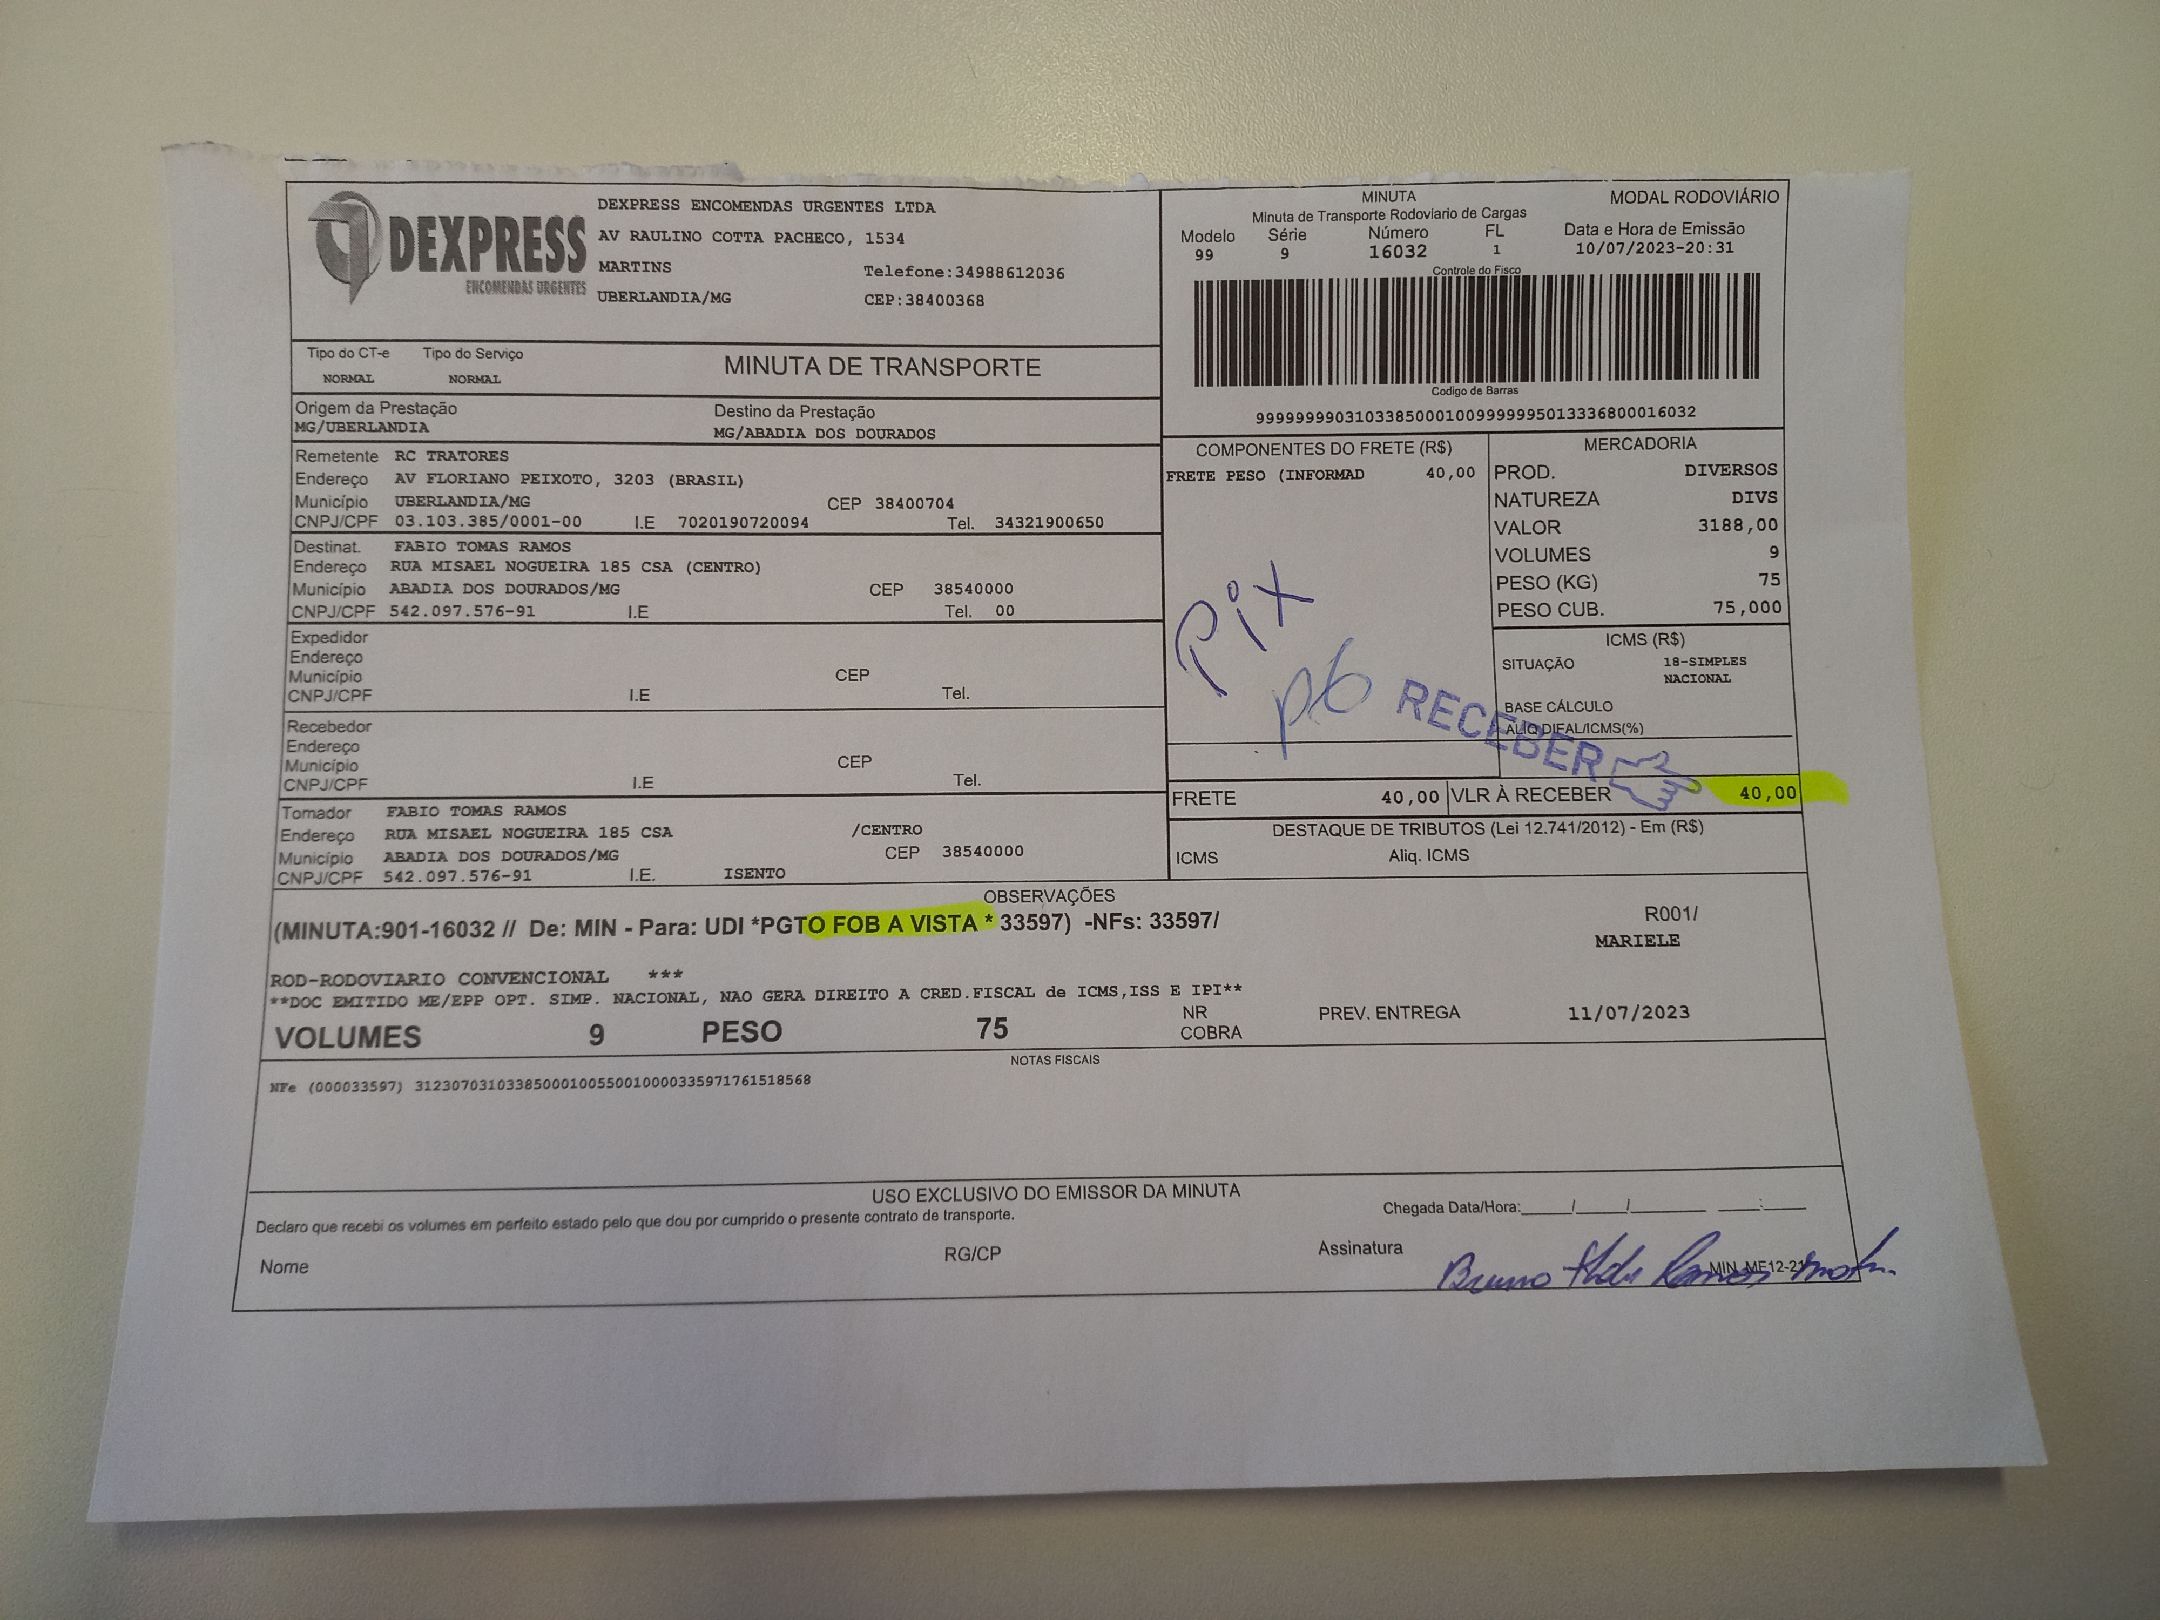 DEXPRESS
ENCOMENDAS URGENTES
DEXPRESS ENCOMENDAS URGENTES LTDA
AV RAULINO COTTA PACHECO, 1534
MARTINS Telefone:34988612036
UBERLANDIA/MG CEP:38400368
MINUTA MODAL RODOVIÁRIO
Minuta de Transporte Rodoviario de Cargas
Modelo Série Número FL Data e Hora de Emissão
99 9 16032 1 10/07/2023-20:31
Controle do Fisco
Codigo de Barras
Tipo do CT-e Tipo do Serviço MINUTA DE TRANSPORTE
NORMAL NORMAL
Origem da Prestação Destino da Prestação
MG/UBERLANDIA MG/ABADIA DOS DOURADOS
Remetente RC TRATORES
Endereço AV FLORIANO PEIXOTO, 3203 (BRASIL)
Município UBERLANDIA/MG CEP 38400704
CNPJ/CPF 03.103.385/0001-00 I.E 7020190720094 Tel. 34321900650
Destinat. FABIO TOMAS RAMOS
Endereço RUA MISAEL NOGUEIRA 185 CSA (CENTRO)
Município ABADIA DOS DOURADOS/MG CEP 38540000
CNPJ/CPF 542.097.576-91 I.E Tel. 00
Expedidor
Endereço
Município CEP
CNPJ/CPF I.E Tel.
Recebedor
Endereço
Município CEP
CNPJ/CPF I.E Tel.
Tomador FABIO TOMAS RAMOS
Endereço RUA MISAEL NOGUEIRA 185 CSA /CENTRO
Município ABADIA DOS DOURADOS/MG CEP 38540000
CNPJ/CPF 542.097.576-91 I.E. ISENTO
COMPONENTES DO FRETE (R$)
FRETE PESO (INFORMAD 40,00
Pix
RECEBER
MERCADORIA
PROD. DIVERSOS
NATUREZA DIVS
VALOR 3188,00
VOLUMES 9
PESO (KG) 75
PESO CUB. 75,000
ICMS (R$)
SITUAÇÃO 18-SIMPLES
NACIONAL
BASE CÁLCULO
ALIQ DIFAL/ICMS(%)
FRETE 40,00 VLR À RECEBER 40,00
DESTAQUE DE TRIBUTOS (Lei 12.741/2012) - Em (R$)
ICMS Aliq. ICMS
OBSERVAÇÕES
(MINUTA:901-16032 // De: MIN - Para: UDI *PGTO FOB A VISTA * 33597) -NFs: 33597/ R001/
MARIELE
ROD-RODOVIARIO CONVENCIONAL ***
**DOC EMITIDO ME/EPP OPT. SIMP. NACIONAL, NAO GERA DIREITO A CRED.FISCAL de ICMS,ISS E IPI**
VOLUMES 9 PESO 75 NR PREV. ENTREGA 11/07/2023
COBRA
NOTAS FISCAIS
NFe (000033597) 31230703103385000100550010000335971761518568
USO EXCLUSIVO DO EMISSOR DA MINUTA
Declaro que recebi os volumes em perfeito estado pelo que dou por cumprido o presente contrato de transporte. Chegada Data/Hora:_____/_____/_______ ____:____
Nome RG/CP Assinatura Bruno Ramos